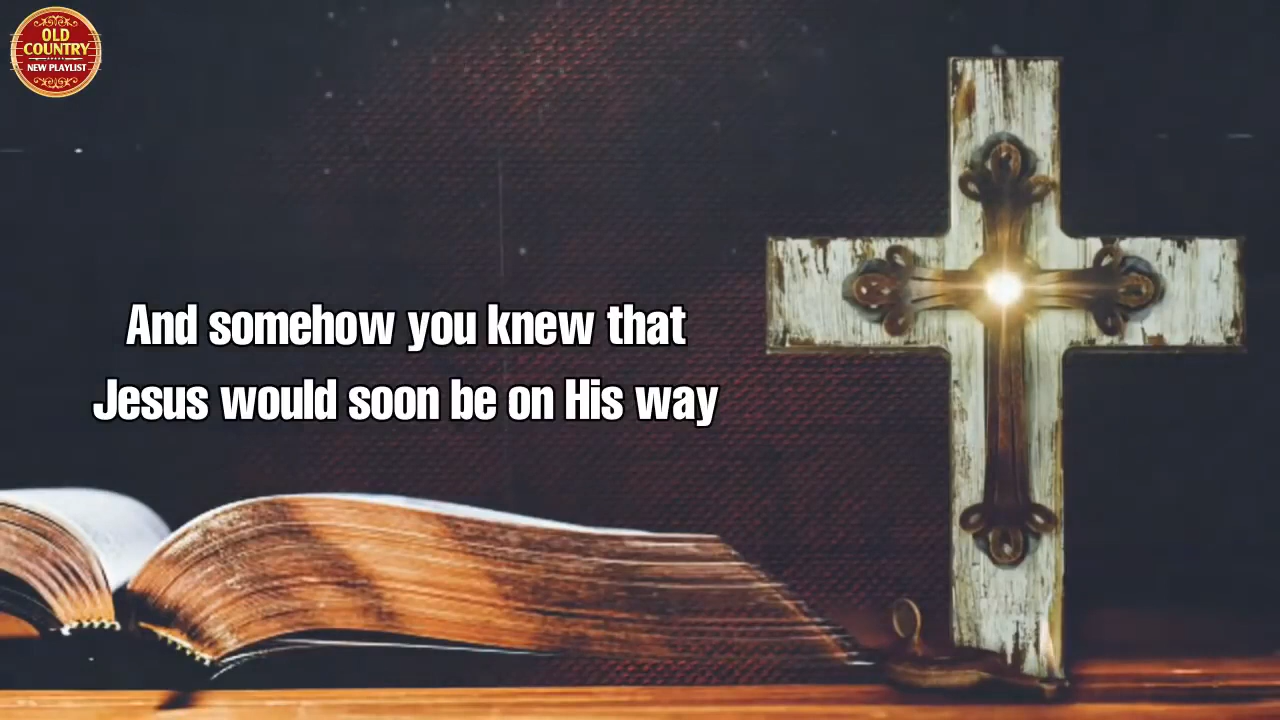 OLD
COUNTRY
NEW PLAYLIST
And somehow you knew that
Jesus would soon be on His way